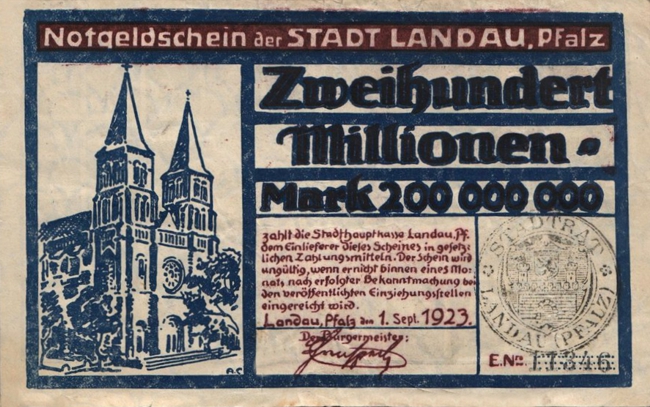 Notgeldschein der STADT LANDAU, Pfalz
Zweihundert
Millionen-
Mark 200 000 000
zahlt die Stadthauptkasse Landau, Pf.
dem Einlieferer dieses Scheines in gesetz-
lichen Zahlungsmitteln. Der Schein wird
ungültig, wenn er nicht binnen eines Mo-
nats nach erfolgter Bekanntmachung bei
den veröffentlichten Einziehungsstellen
eingereicht wird.
Landau, Pfalz den 1. Sept. 1923.
Der Bürgermeister:
STADTRAT
LANDAU (PFALZ)
E. No 17846
A.C